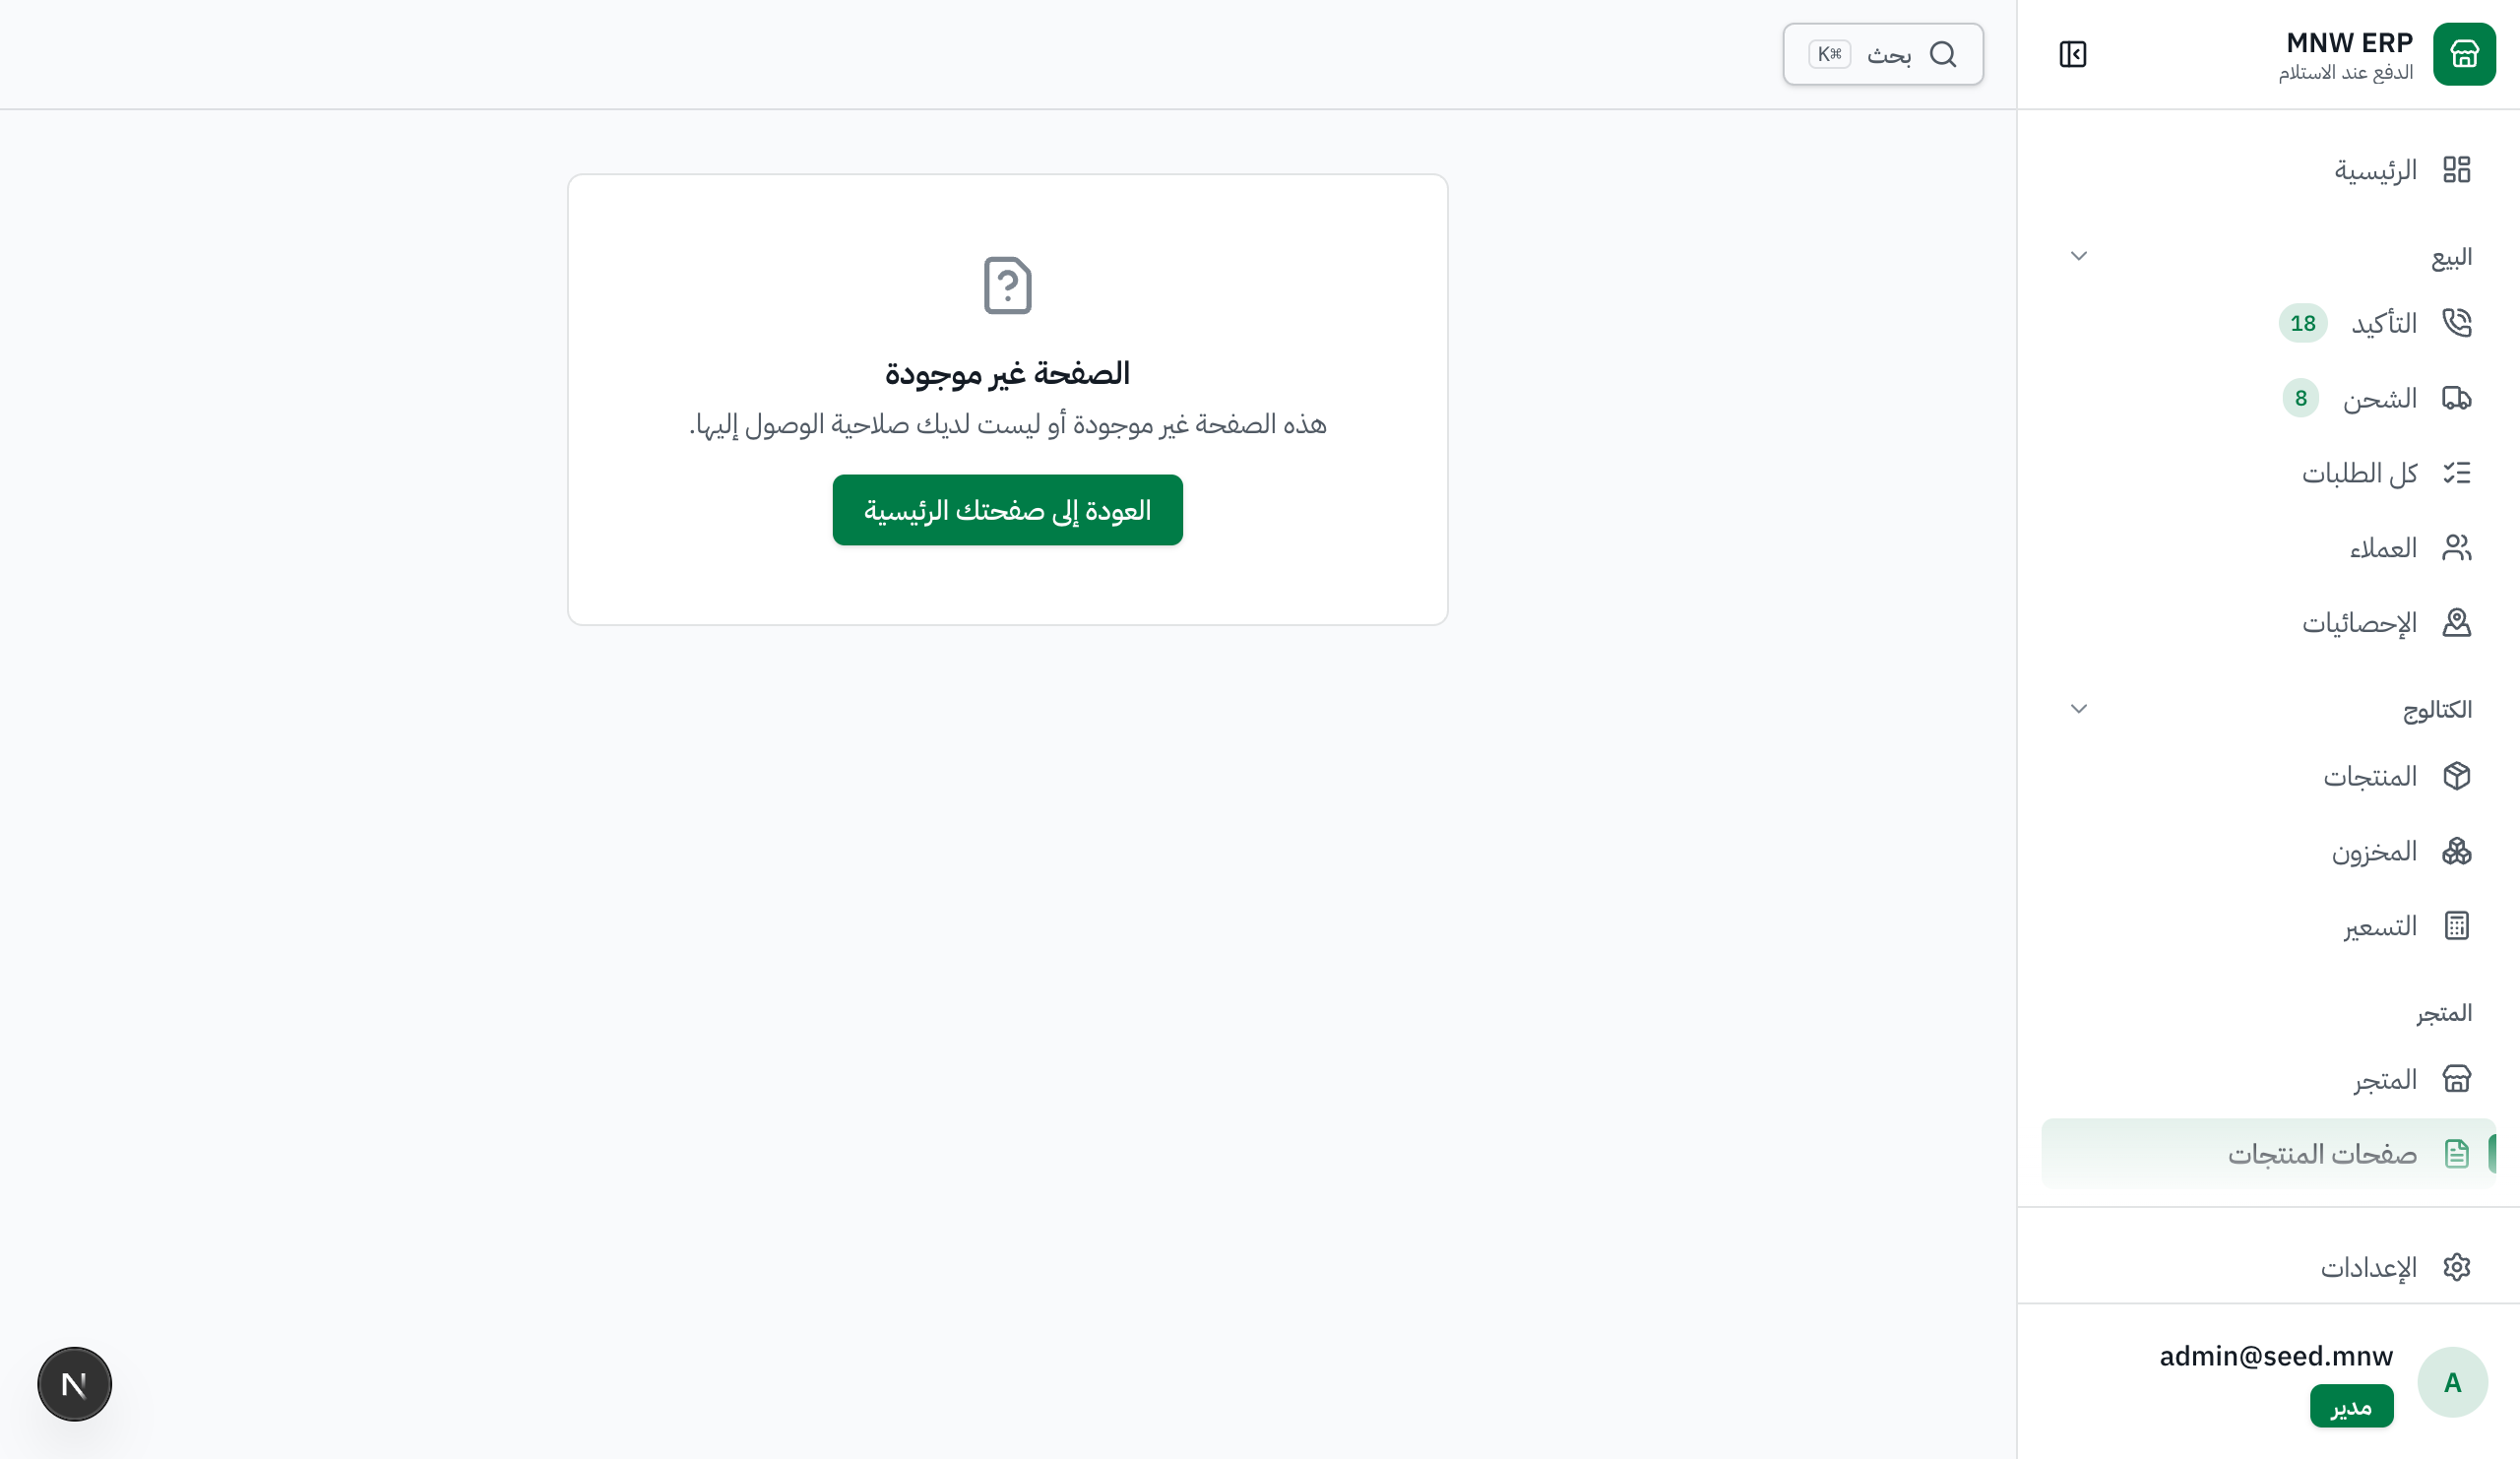 MNW ERP
الدفع عند الاستلام
بحث ⌘K
الرئيسية
البيع
التأكيد 18
الشحن 8
كل الطلبات
العملاء
الإحصائيات
الكتالوج
المنتجات
المخزون
التسعير
المتجر
المتجر
صفحات المنتجات
الإعدادات
admin@seed.mnw
A
مدير
الصفحة غير موجودة
هذه الصفحة غير موجودة أو ليست لديك صلاحية الوصول إليها.
العودة إلى صفحتك الرئيسية
N